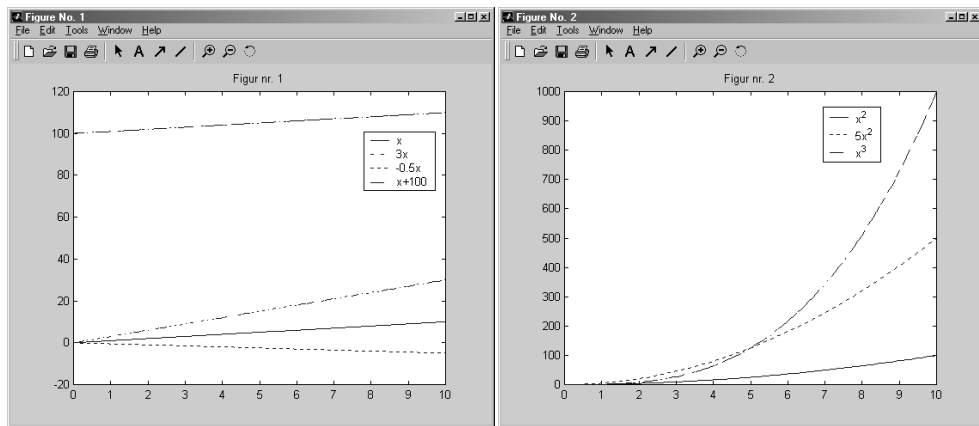 Figure No. 1
File Edit Tools Window Help
Figur nr. 1
120
100
80
60
40
20
0
-20
0 1 2 3 4 5 6 7 8 9 10
x
3x
-0.5x
x+100
Figure No. 2
File Edit Tools Window Help
Figur nr. 2
1000
900
800
700
600
500
400
300
200
100
0
0 1 2 3 4 5 6 7 8 9 10
x²
5x²
x³